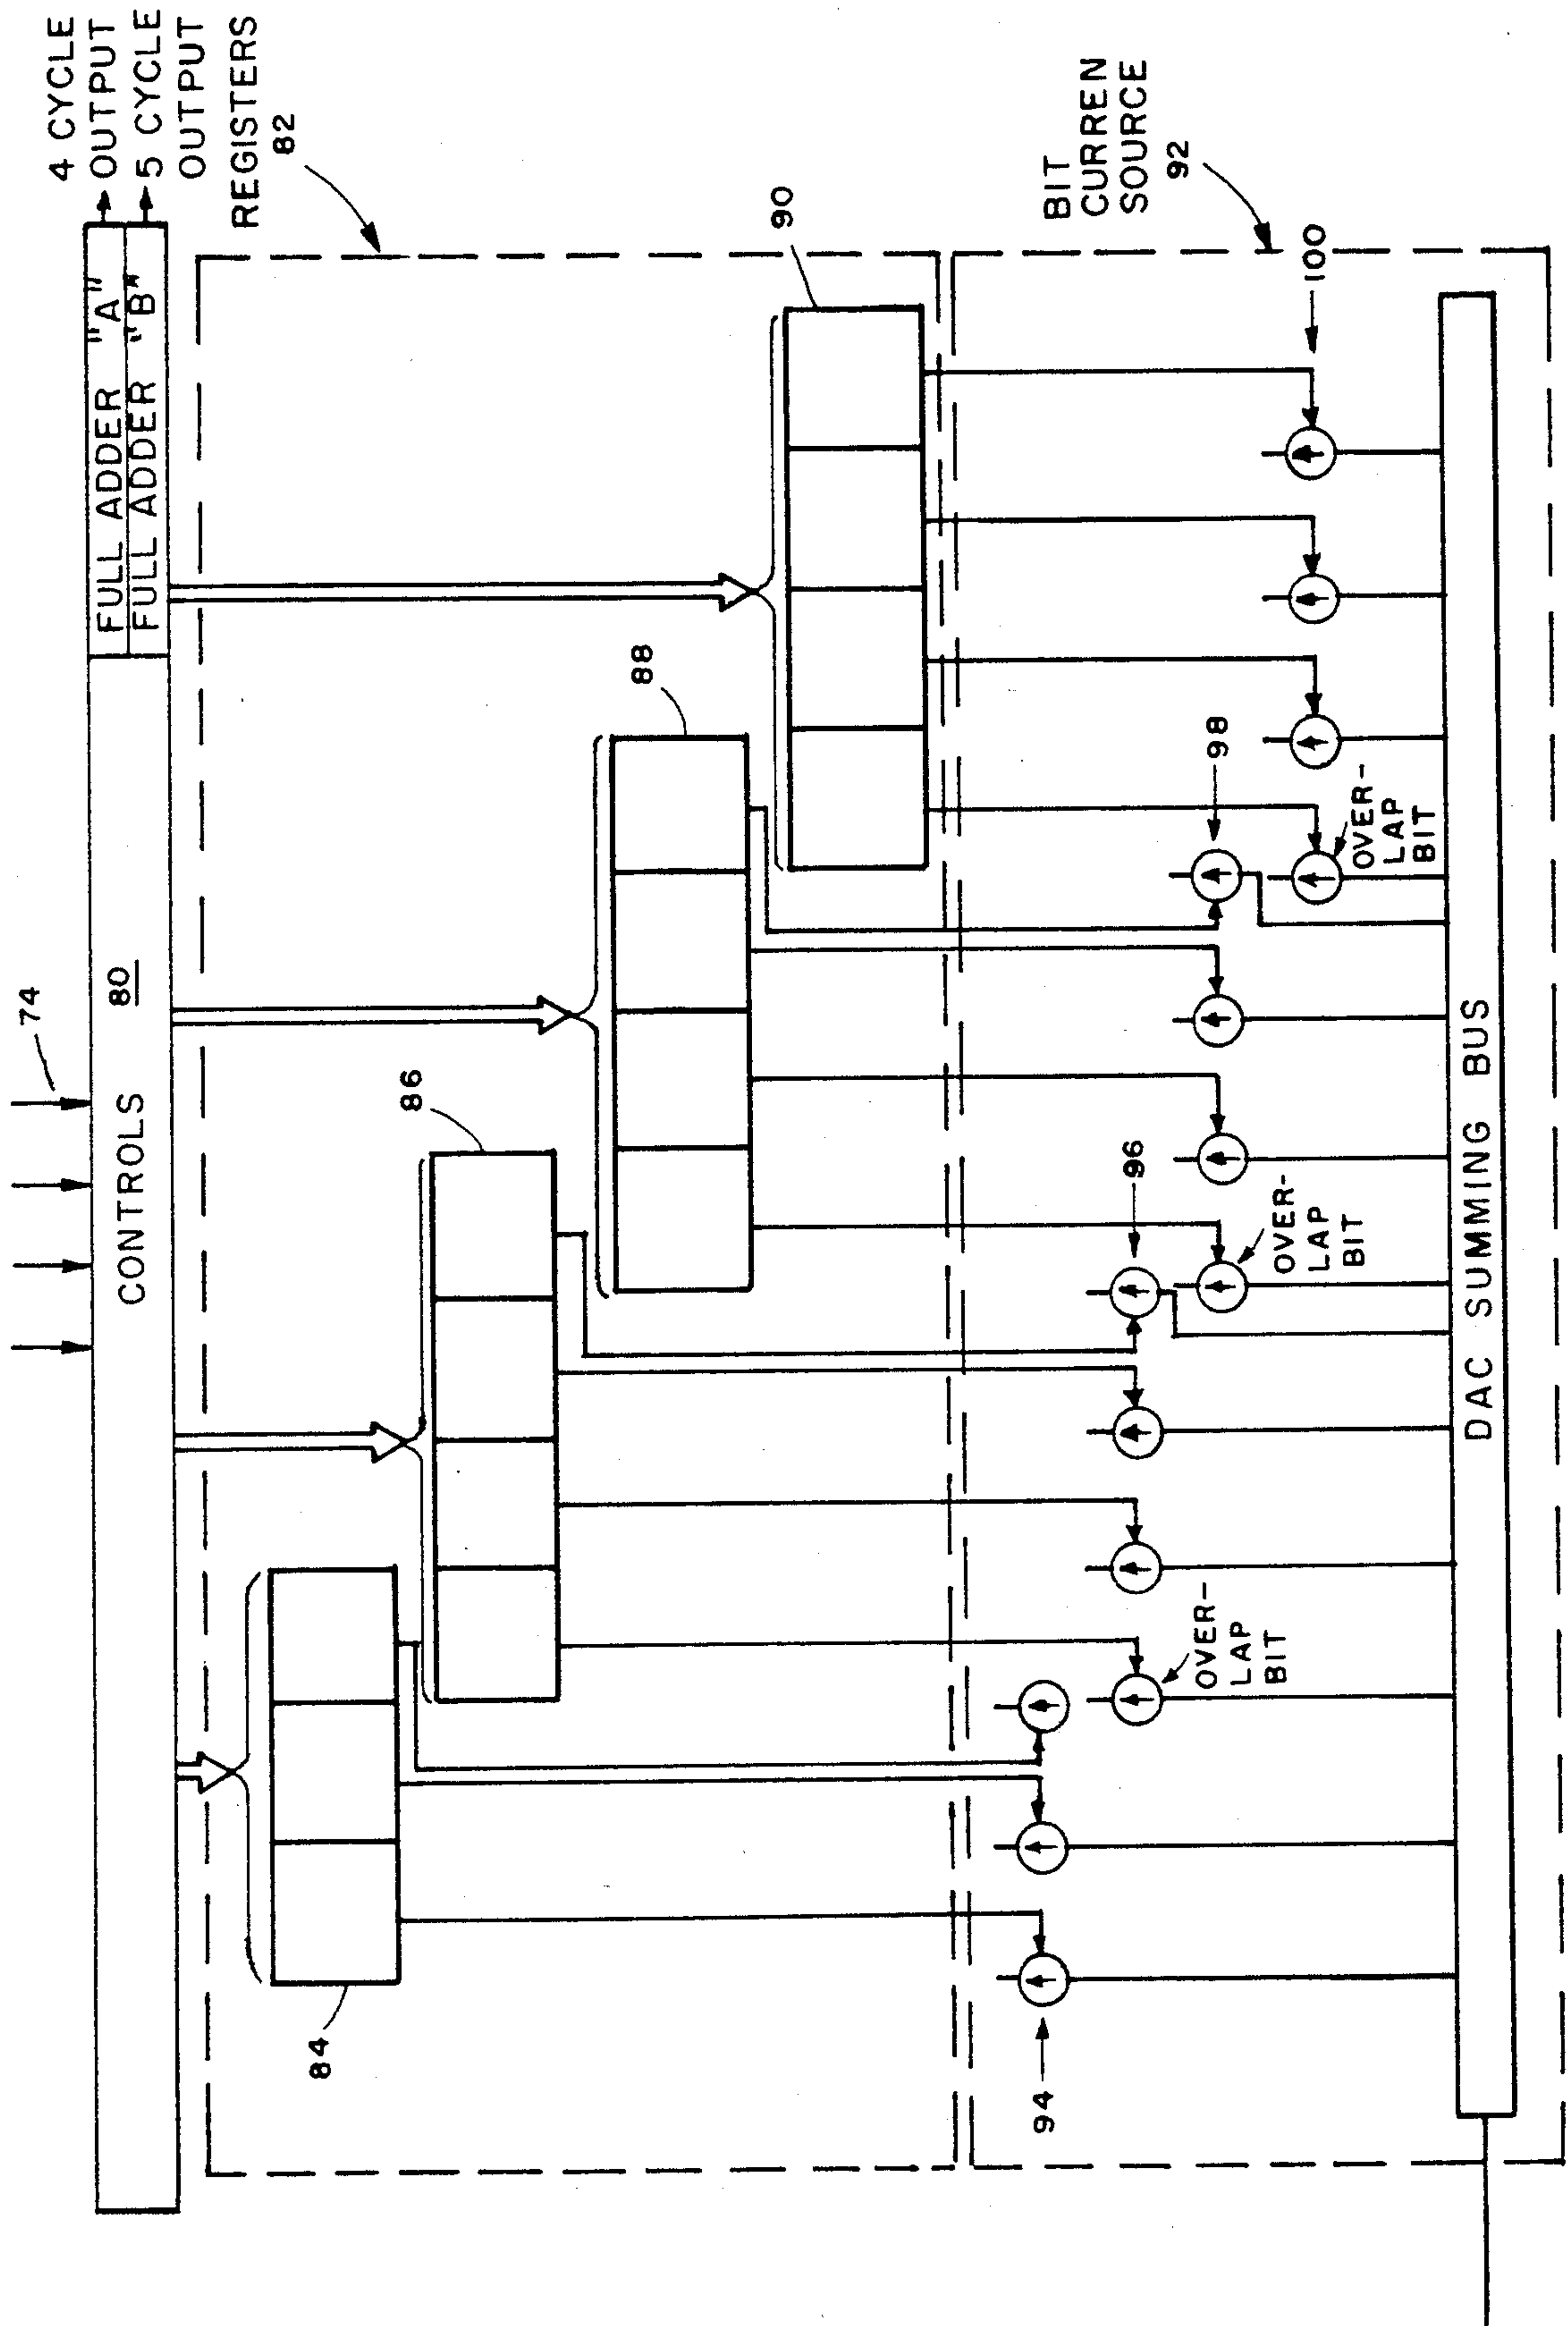 4 CYCLE
OUTPUT
5 CYCLE
OUTPUT
FULL ADDER "A"
FULL ADDER "B"
74
CONTROLS 80
REGISTERS
82
84
86
88
90
BIT
CURREN
SOURCE
92
94
96
98
100
OVER-
LAP
BIT
OVER-
LAP
BIT
OVER-
LAP
BIT
DAC SUMMING BUS